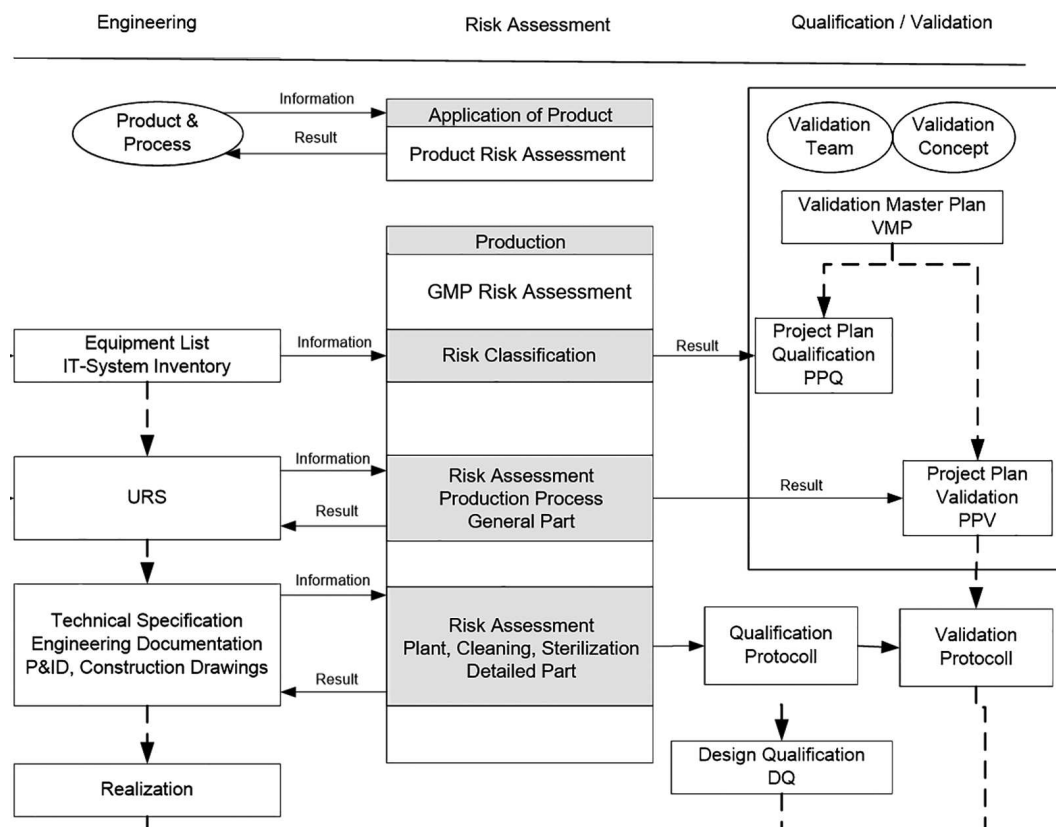 Engineering
Risk Assessment
Qualification / Validation
Product &
Process
Information
Result
Application of Product
Product Risk Assessment
Validation
Team
Validation
Concept
Validation Master Plan
VMP
Production
GMP Risk Assessment
Equipment List
IT-System Inventory
Information
Risk Classification
Result
Project Plan
Qualification
PPQ
URS
Information
Result
Risk Assessment
Production Process
General Part
Result
Project Plan
Validation
PPV
Technical Specification
Engineering Documentation
P&ID, Construction Drawings
Information
Result
Risk Assessment
Plant, Cleaning, Sterilization
Detailed Part
Qualification
Protocoll
Validation
Protocoll
Realization
Design Qualification
DQ